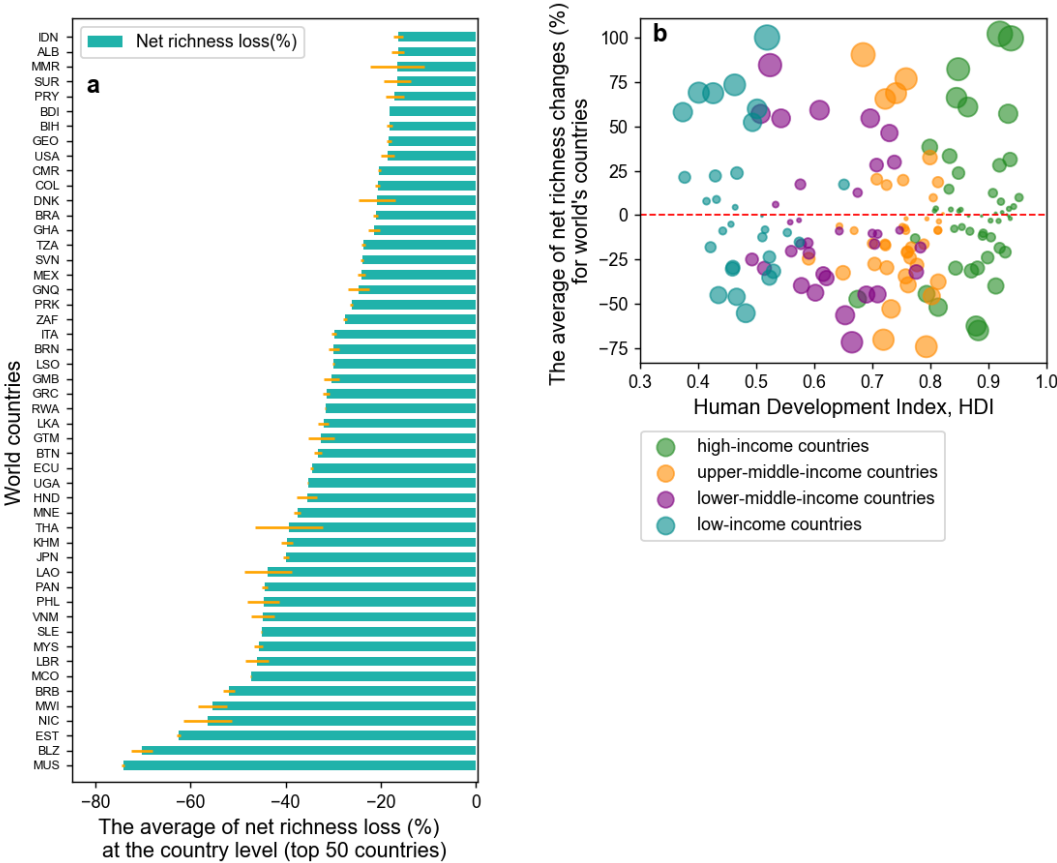 Net richness loss(%)
a
World countries
IDN
ALB
MMR
SUR
PRY
BDI
BIH
GEO
USA
CMR
COL
DNK
BRA
GHA
TZA
SVN
MEX
GNQ
PRK
ZAF
ITA
BRN
LSO
GMB
GRC
RWA
LKA
GTM
BTN
ECU
UGA
HND
MNE
THA
KHM
JPN
LAO
PAN
PHL
VNM
SLE
MYS
LBR
MCO
BRB
MWI
NIC
EST
BLZ
MUS
−80 −60 −40 −20 0
The average of net richness loss (%)
at the country level (top 50 countries)
b
The average of net richness changes (%)
for world's countries
100
75
50
25
0
−25
−50
−75
0.3 0.4 0.5 0.6 0.7 0.8 0.9 1.0
Human Development Index, HDI
high-income countries
upper-middle-income countries
lower-middle-income countries
low-income countries